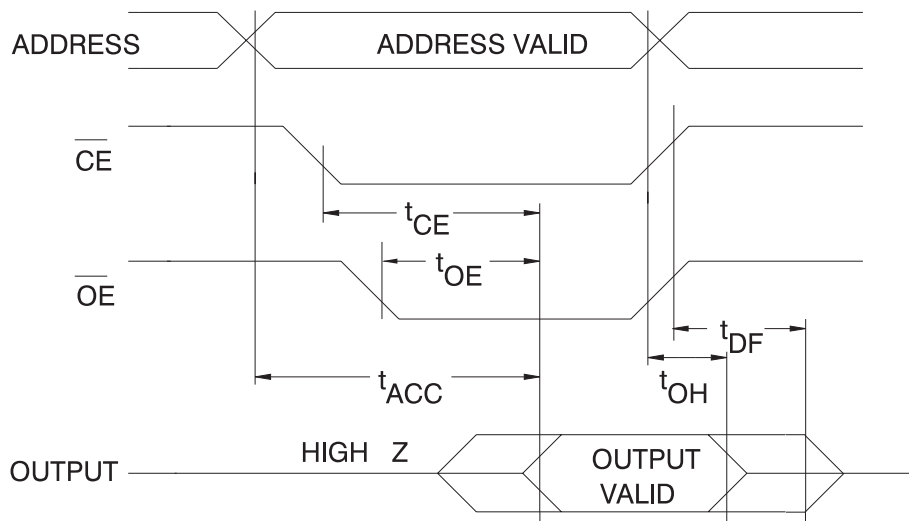 ADDRESS
ADDRESS VALID
CE
tCE
tOE
OE
tDF
tACC
tOH
HIGH Z
OUTPUT
OUTPUT
VALID